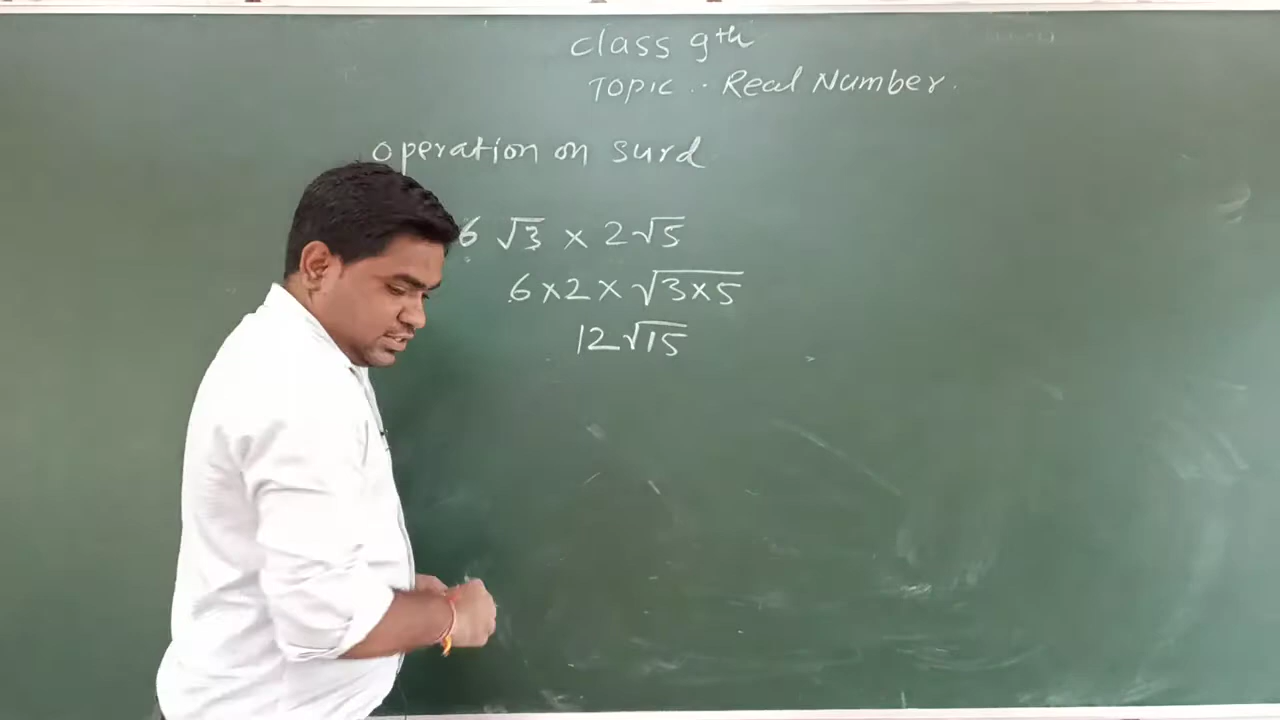 class 9th
TOPIC :- Real Number.
operation on surd
6 √3 × 2√5
6×2×√3×5
12√15